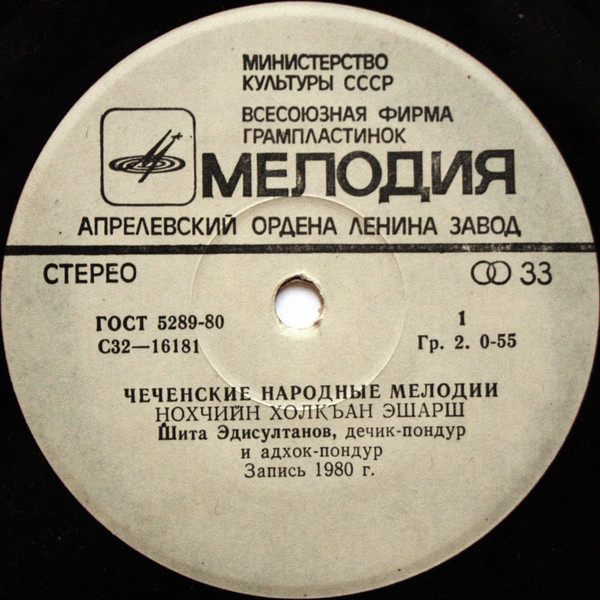 МИНИСТЕРСТВО
КУЛЬТУРЫ СССР
ВСЕСОЮЗНАЯ ФИРМА
ГРАМПЛАСТИНОК
МЕЛОДИЯ
АПРЕЛЕВСКИЙ ОРДЕНА ЛЕНИНА ЗАВОД
СТЕРЕО
33
ГОСТ 5289-80
1
С32—16181
Гр. 2. 0-55
ЧЕЧЕНСКИЕ НАРОДНЫЕ МЕЛОДИИ
НОХЧИЙН ХОЛКЪАН ЭШАРШ
Шита Эдисултанов, дечик-пондур
и адхок-пондур
Запись 1980 г.